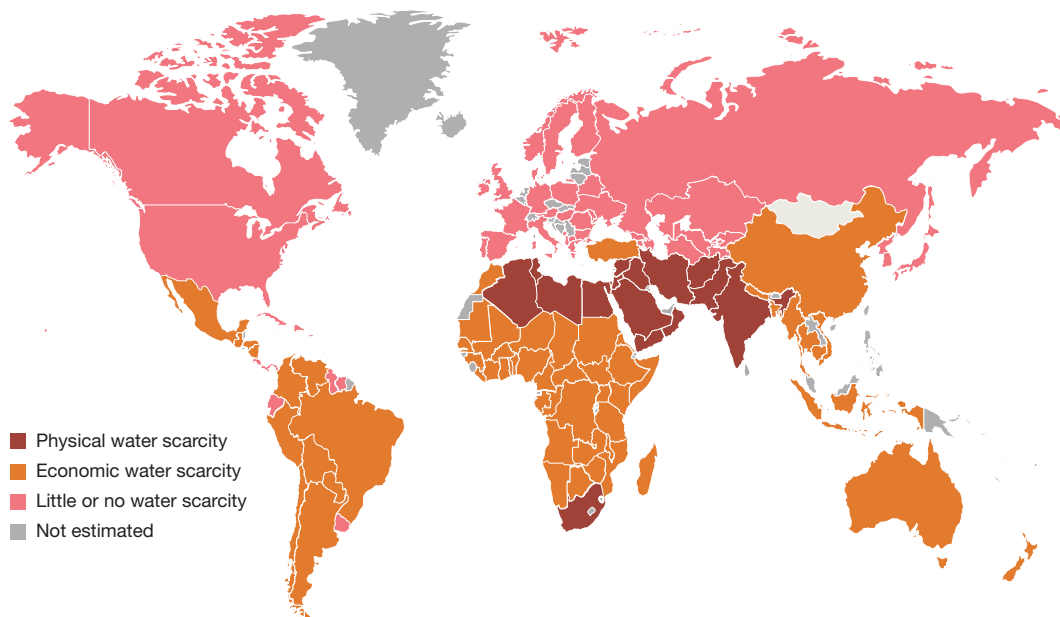 Physical water scarcity
Economic water scarcity
Little or no water scarcity
Not estimated